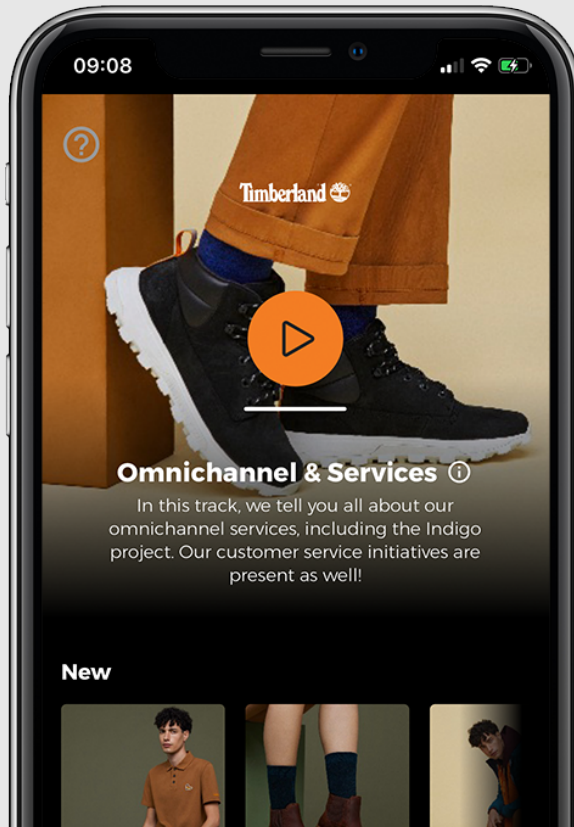 09:08
Timberland
Omnichannel & Services
In this track, we tell you all about our
omnichannel services, including the Indigo
project. Our customer service initiatives are
present as well!
New